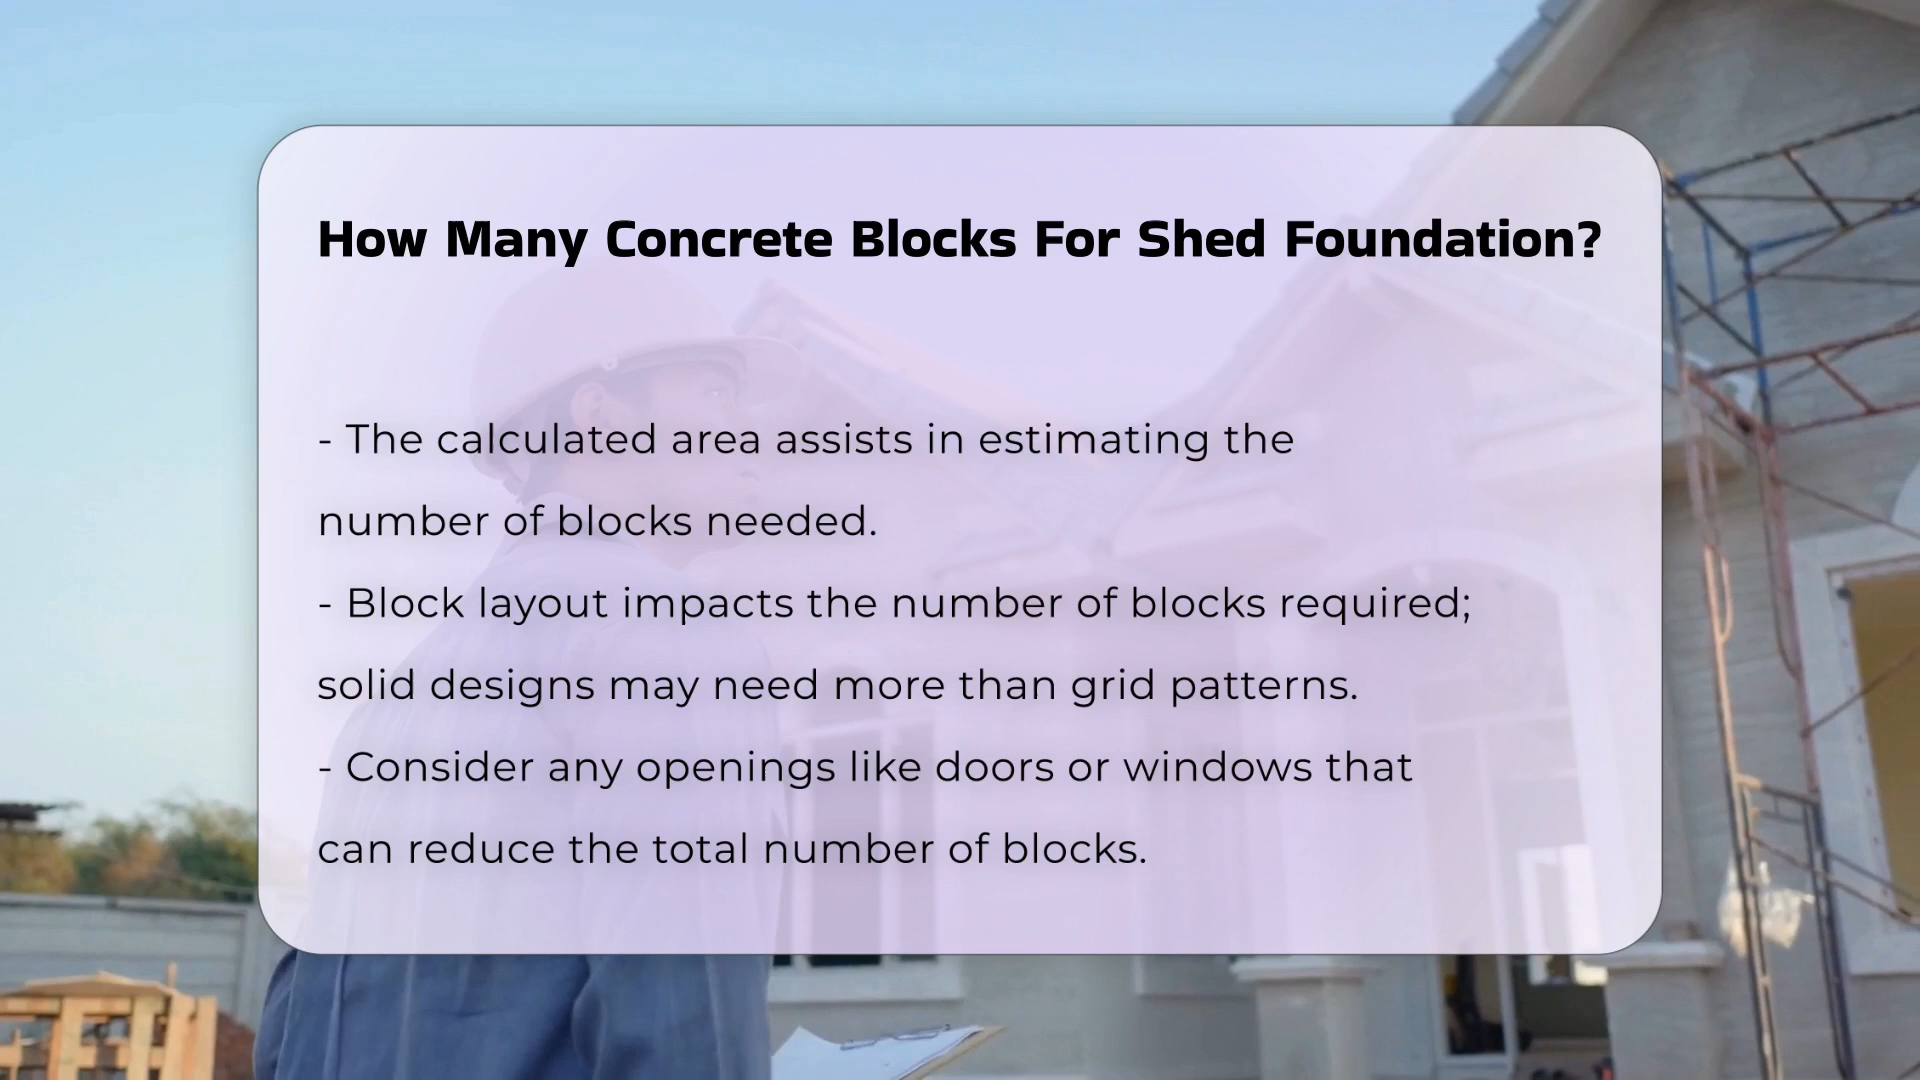 How Many Concrete Blocks For Shed Foundation?
- The calculated area assists in estimating the
number of blocks needed.
- Block layout impacts the number of blocks required;
solid designs may need more than grid patterns.
- Consider any openings like doors or windows that
can reduce the total number of blocks.